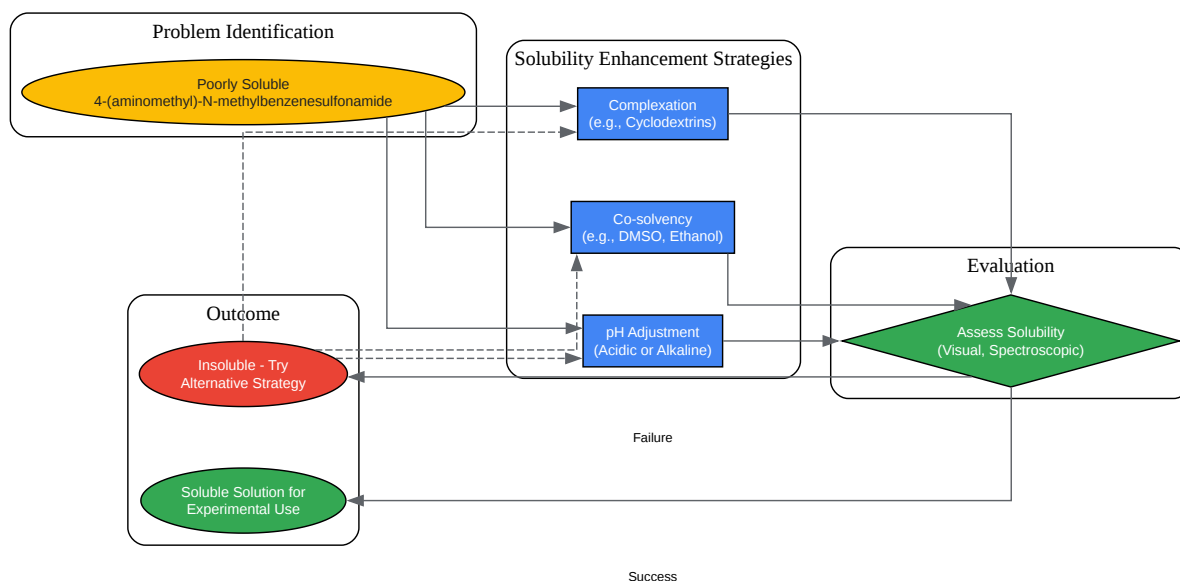 Problem Identification
Poorly Soluble
4-(aminomethyl)-N-methylbenzenesulfonamide
Solubility Enhancement Strategies
Complexation
(e.g., Cyclodextrins)
Co-solvency
(e.g., DMSO, Ethanol)
pH Adjustment
(Acidic or Alkaline)
Evaluation
Assess Solubility
(Visual, Spectroscopic)
Outcome
Insoluble - Try
Alternative Strategy
Failure
Soluble Solution for
Experimental Use
Success